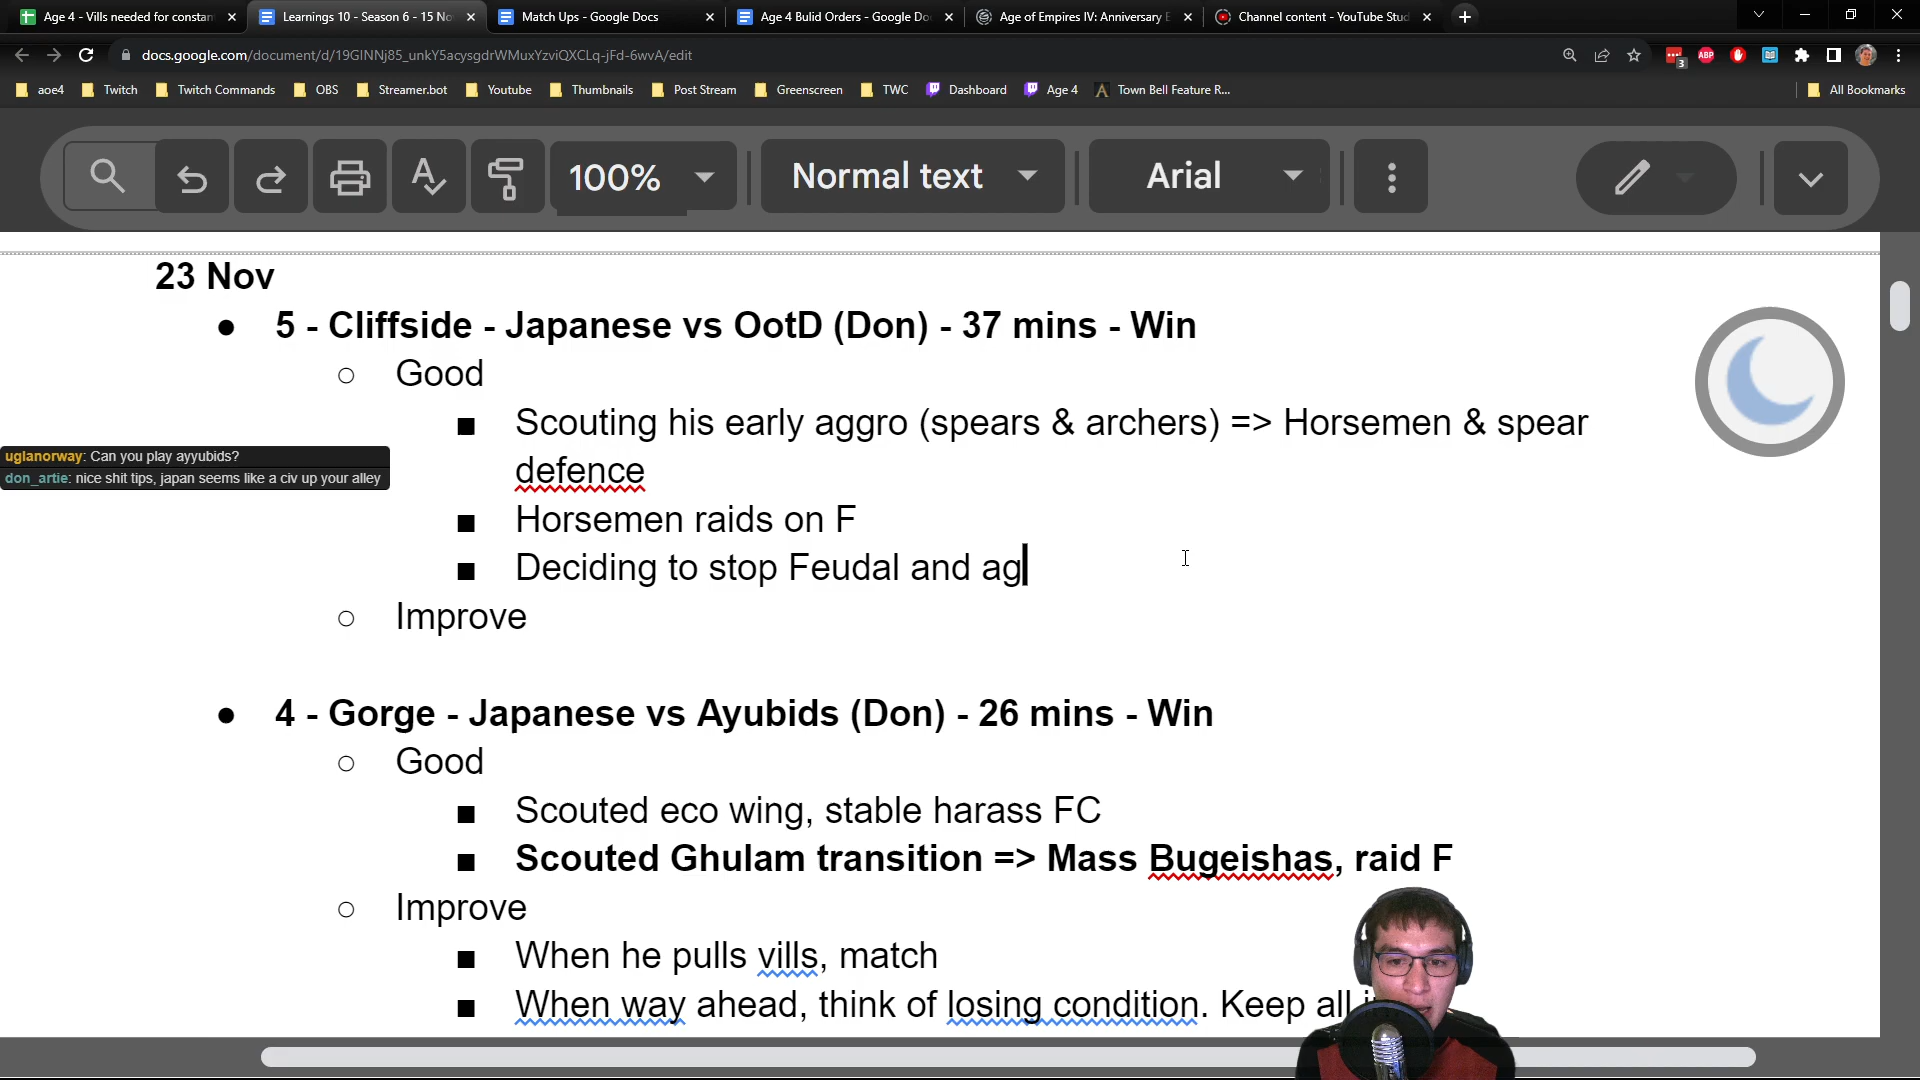 Age 4 - Vills needed for constan
Learnings 10 - Season 6 - 15 No
Match Ups - Google Docs
Age 4 Bulid Orders - Google Do
Age of Empires IV: Anniversary E
Channel content - YouTube Stud
docs.google.com/document/d/19GINNj85_unkY5acysgdrWMuxYzviQXCLq-jFd-6wvA/edit
3
ABP
aoe4
Twitch
Twitch Commands
OBS
Streamer.bot
Youtube
Thumbnails
Post Stream
Greenscreen
TWC
Dashboard
Age 4
Town Bell Feature R...
All Bookmarks
100%
Normal text
Arial
23 Nov
● 5 - Cliffside - Japanese vs OotD (Don) - 37 mins - Win
○ Good
■ Scouting his early aggro (spears & archers) => Horsemen & spear
defence
uglanorway: Can you play ayyubids?
don_artie: nice shit tips, japan seems like a civ up your alley
■ Horsemen raids on F
■ Deciding to stop Feudal and ag
○ Improve
● 4 - Gorge - Japanese vs Ayubids (Don) - 26 mins - Win
○ Good
■ Scouted eco wing, stable harass FC
■ Scouted Ghulam transition => Mass Bugeishas, raid F
○ Improve
■ When he pulls vills, match
■ When way ahead, think of losing condition. Keep all